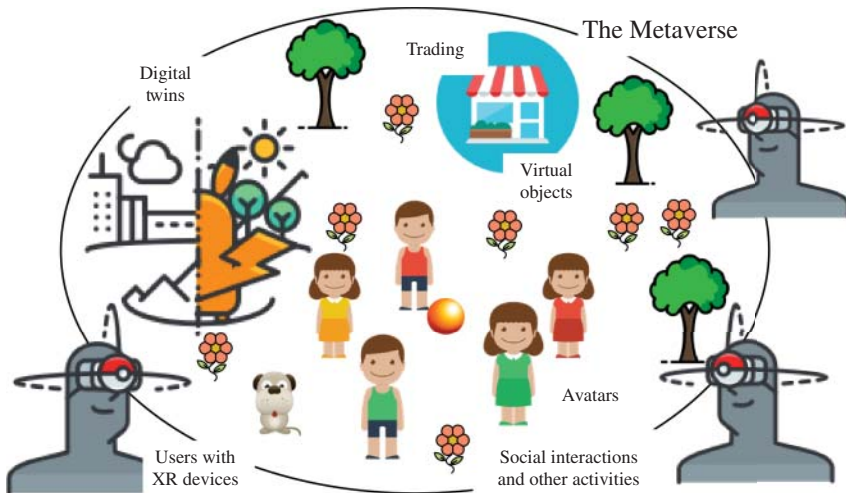 The Metaverse
Trading
Digital
twins
Virtual
objects
Avatars
Users with
XR devices
Social interactions
and other activities